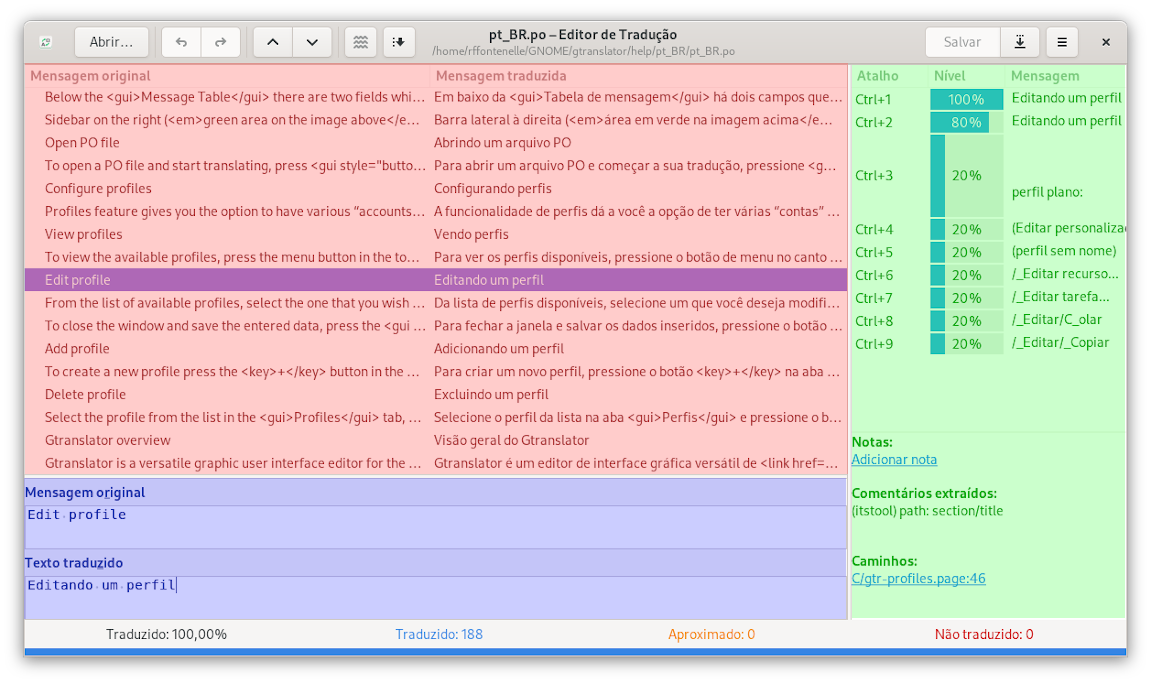 Abrir…
pt_BR.po – Editor de Tradução
/home/rffontenelle/GNOME/gtranslator/help/pt_BR/pt_BR.po
Salvar
Mensagem original Mensagem traduzida
Below the <gui>Message Table</gui> there are two fields whi… Em baixo da <gui>Tabela de mensagem</gui> há dois campos que…
Sidebar on the right (<em>green area on the image above</e… Barra lateral à direita (<em>área em verde na imagem acima</e…
Open PO file Abrindo um arquivo PO
To open a PO file and start translating, press <gui style="butto… Para abrir um arquivo PO e começar a sua tradução, pressione <g…
Configure profiles Configurando perfis
Profiles feature gives you the option to have various “accounts… A funcionalidade de perfis dá a você a opção de ter várias “contas” …
View profiles Vendo perfis
To view the available profiles, press the menu button in the to… Para ver os perfis disponíveis, pressione o botão de menu no canto …
Edit profile Editando um perfil
From the list of available profiles, select the one that you wish … Da lista de perfis disponíveis, selecione um que você deseja modifi…
To close the window and save the entered data, press the <gui … Para fechar a janela e salvar os dados inseridos, pressione o botão …
Add profile Adicionando um perfil
To create a new profile press the <key>+</key> button in the … Para criar um novo perfil, pressione o botão <key>+</key> na aba …
Delete profile Excluindo um perfil
Select the profile from the list in the <gui>Profiles</gui> tab, … Selecione o perfil da lista na aba <gui>Perfis</gui> e pressione o b…
Gtranslator overview Visão geral do Gtranslator
Gtranslator is a versatile graphic user interface editor for the … Gtranslator é um editor de interface gráfica versátil de <link href=…
Mensagem original
Edit profile
Texto traduzido
Editando um perfil
Atalho Nível Mensagem
Ctrl+1 100% Editando um perfil
Ctrl+2 80% Editando um perfil
Ctrl+3 20% perfil plano:
Ctrl+4 20% (Editar personaliza
Ctrl+5 20% (perfil sem nome)
Ctrl+6 20% /_Editar recurso…
Ctrl+7 20% /_Editar tarefa…
Ctrl+8 20% /_Editar/C_olar
Ctrl+9 20% /_Editar/_Copiar
Notas:
Adicionar nota
Comentários extraídos:
(itstool) path: section/title
Caminhos:
C/gtr-profiles.page:46
Traduzido: 100,00% Traduzido: 188 Aproximado: 0 Não traduzido: 0